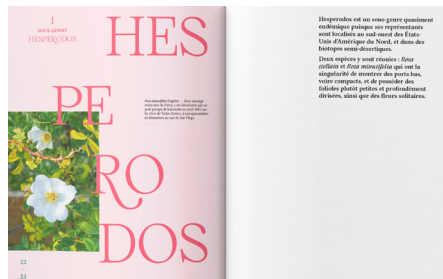 1
SOUS-GENRE
HESPERODOS
HES
PE
RO
DOS
22
23
Hesperodos est un sous-genre quasiment
endémique puisque ses représentants
sont localisés au sud-ouest des États-
Unis d'Amérique du Nord, et dans des
biotopes semi-désertiques.
Deux espèces y sont réunies : Rosa
stellata et Rosa minutifolia qui ont la
singularité de montrer des ports bas,
voire compacts, et de posséder des
folioles plutôt petites et profondément
divisées, ainsi que des fleurs solitaires.